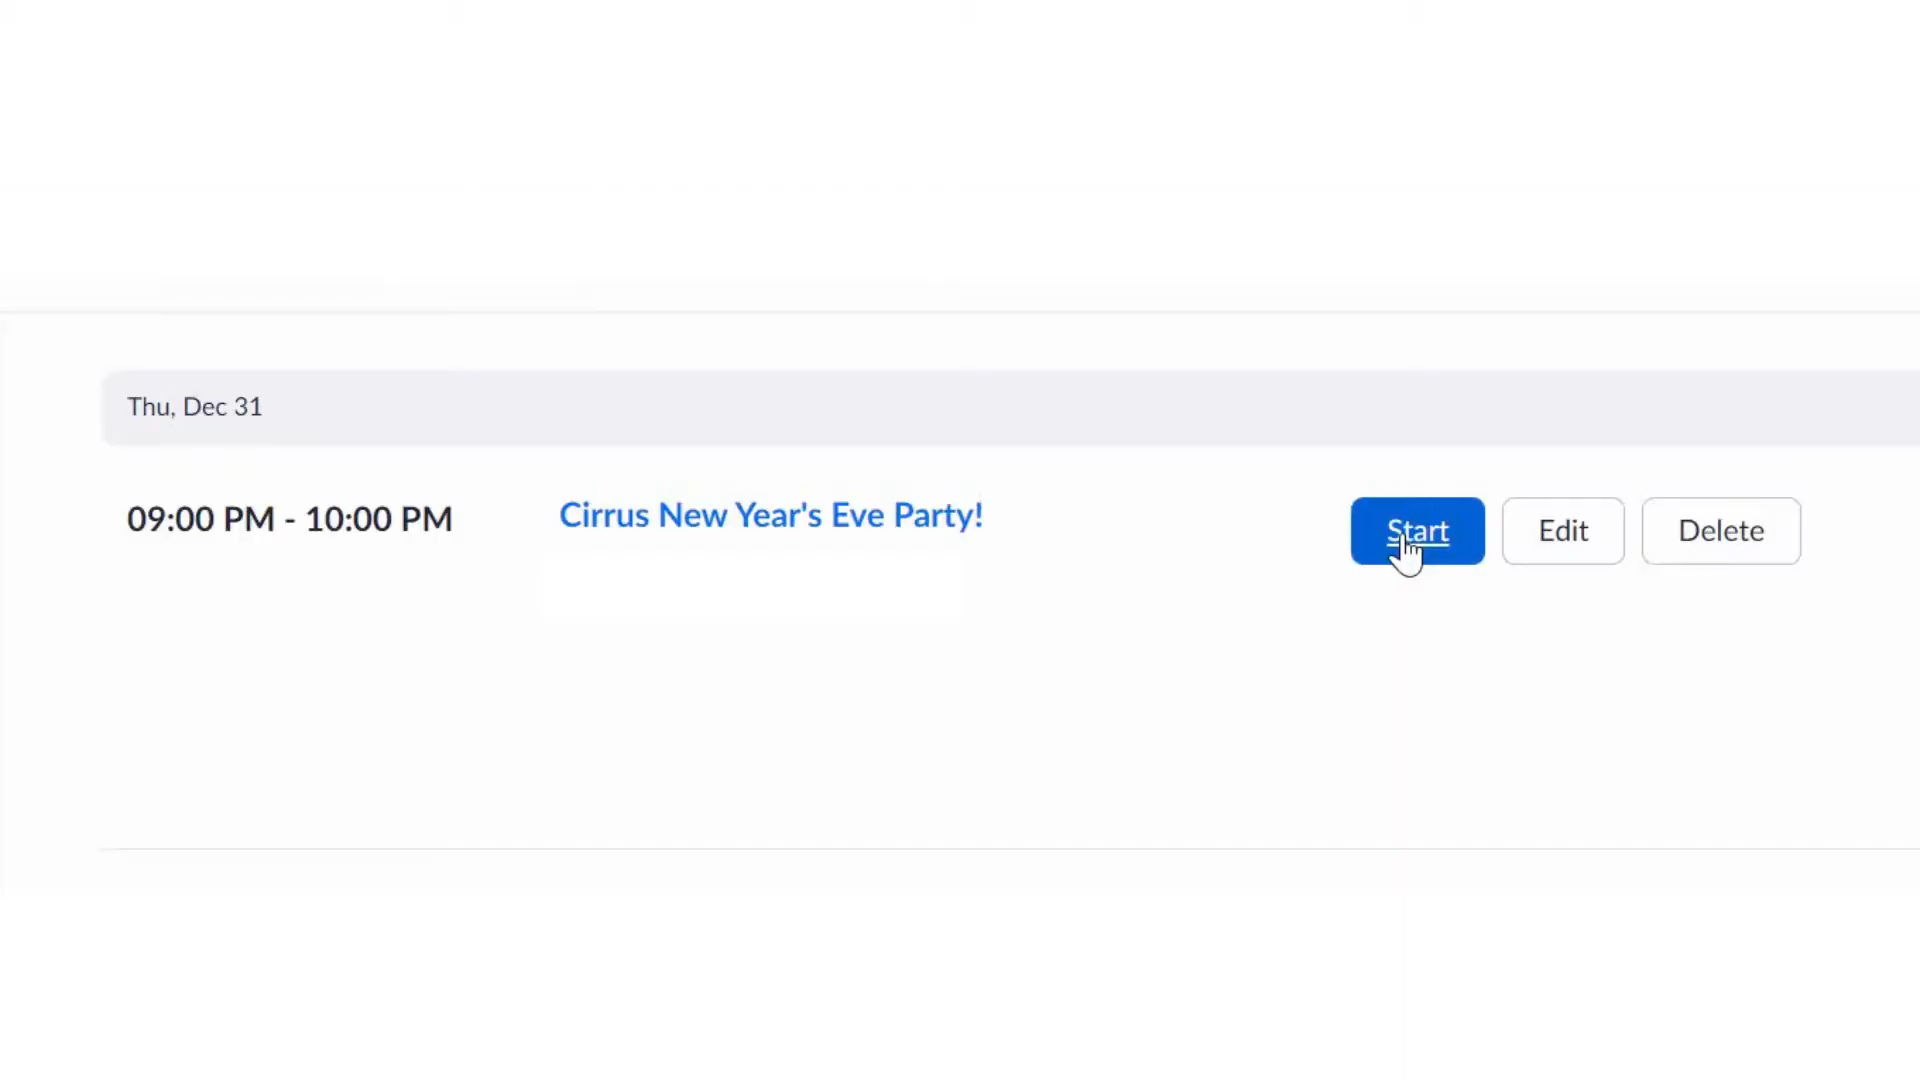 Thu, Dec 31
09:00 PM - 10:00 PM Cirrus New Year's Eve Party! Start Edit Delete